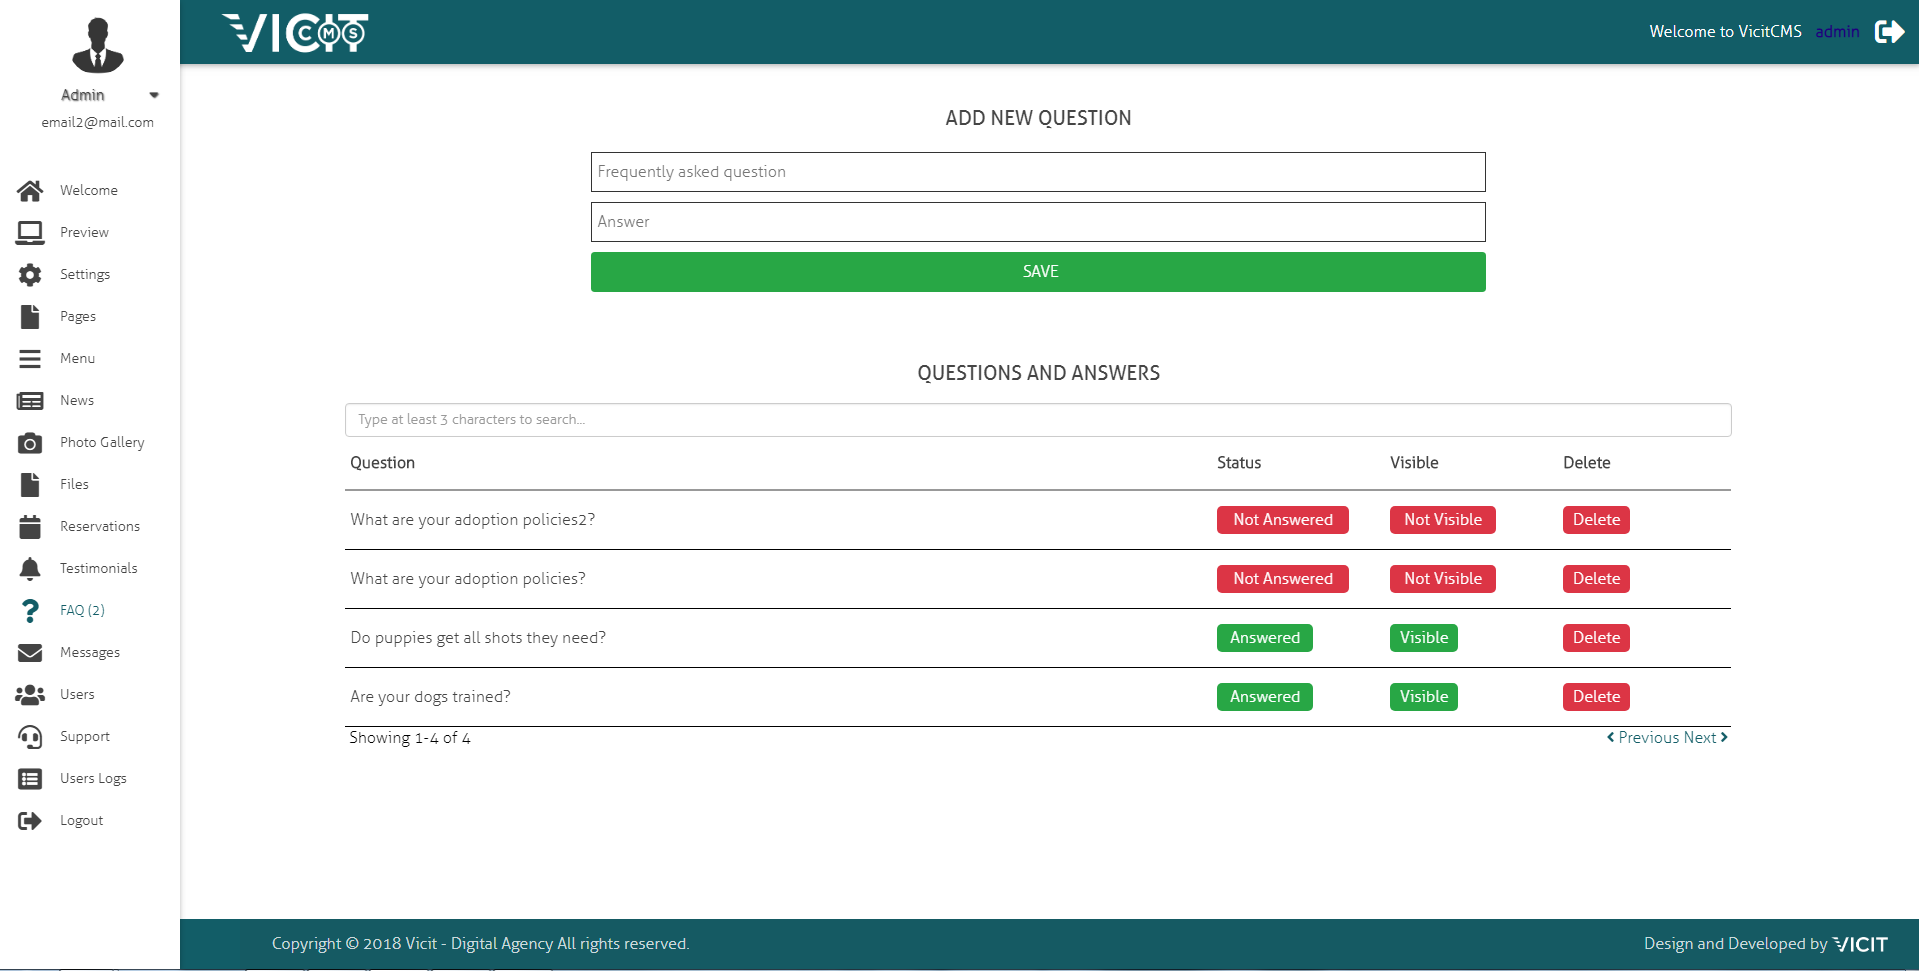 VICIT
CMS
Welcome to VicitCMS admin
Admin
email2@mail.com
Welcome
Preview
Settings
Pages
Menu
News
Photo Gallery
Files
Reservations
Testimonials
FAQ (2)
Messages
Users
Support
Users Logs
Logout
ADD NEW QUESTION
Frequently asked question
Answer
SAVE
QUESTIONS AND ANSWERS
Type at least 3 characters to search...
Question Status Visible Delete
What are your adoption policies2? Not Answered Not Visible Delete
What are your adoption policies? Not Answered Not Visible Delete
Do puppies get all shots they need? Answered Visible Delete
Are your dogs trained? Answered Visible Delete
Showing 1-4 of 4 Previous Next
Copyright © 2018 Vicit - Digital Agency All rights reserved. Design and Developed by VICIT